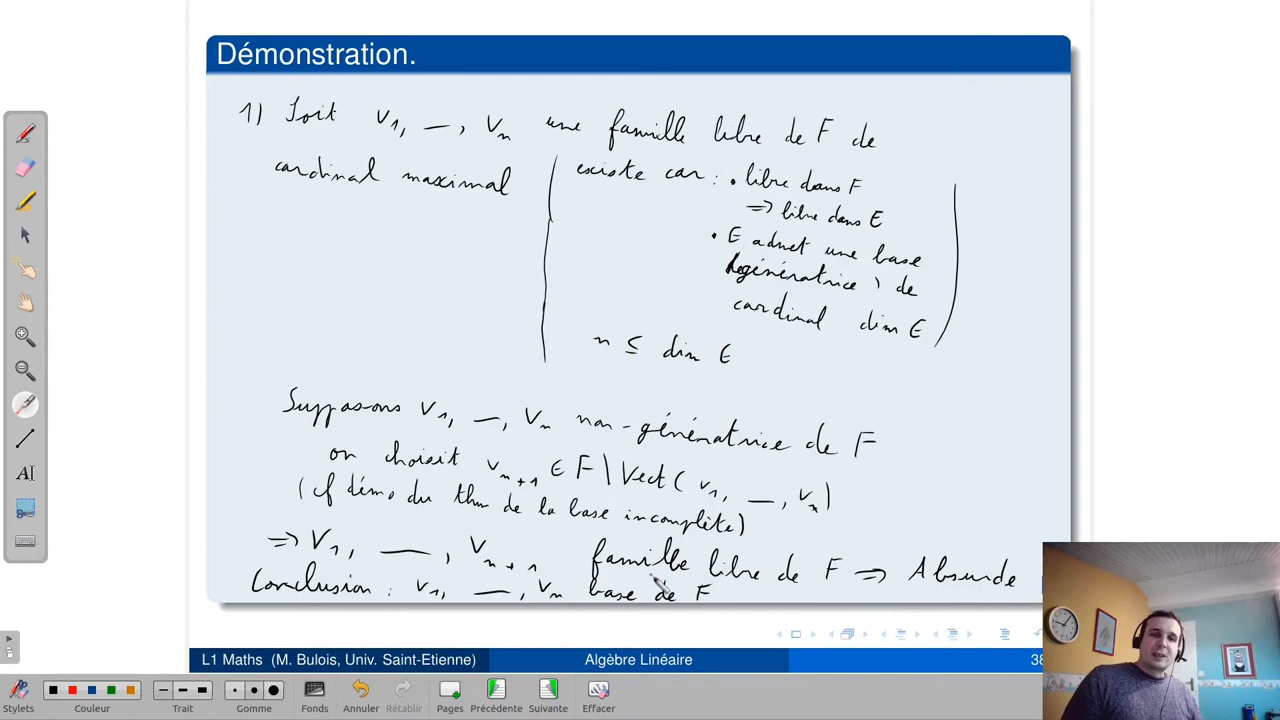 Démonstration.
1) Soit v1, —, vn une famille libre de F de
cardinal maximal
existe car : • libre dans F
⇒ libre dans E
• E admet une base
génératrice ) de
cardinal dim E
n ≤ dim E
Supposons v1, —, vn non-génératrice de F
on choisit vn+1 ∈ F \ Vect( v1, —, vn)
(cf démo du thm de la base incomplète)
⇒ v1, —, vn+1 famille libre de F ⇒ Absurde
Conclusion : v1, —, vn base de F
L1 Maths (M. Bulois, Univ. Saint-Etienne) Algèbre Linéaire 38
Stylets Couleur Trait Gomme Fonds Annuler Rétablir Pages Précédente Suivante Effacer